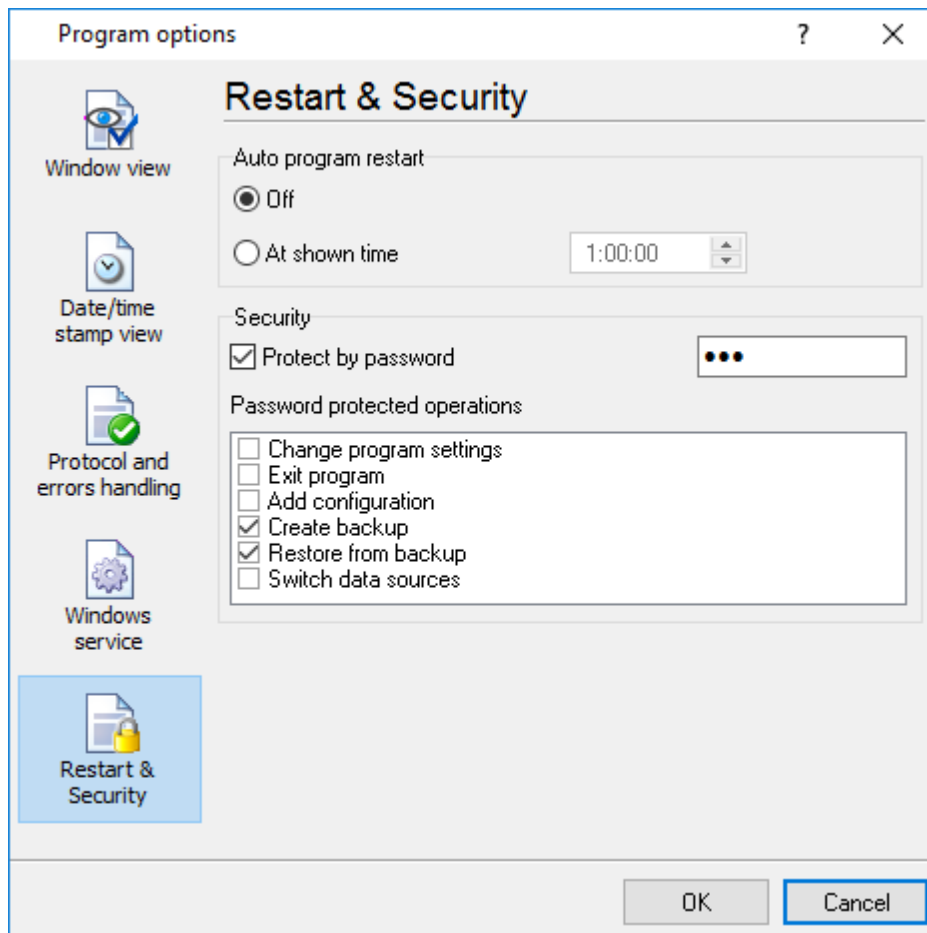 Program options
?
Window view
Date/time
stamp view
Protocol and
errors handling
Windows
service
Restart &
Security
Restart & Security
Auto program restart
Off
At shown time
1:00:00
Security
Protect by password
•••
Password protected operations
Change program settings
Exit program
Add configuration
Create backup
Restore from backup
Switch data sources
OK
Cancel